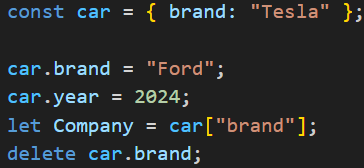 const car = { brand: "Tesla" };
car.brand = "Ford";
car.year = 2024;
let Company = car["brand"];
delete car.brand;